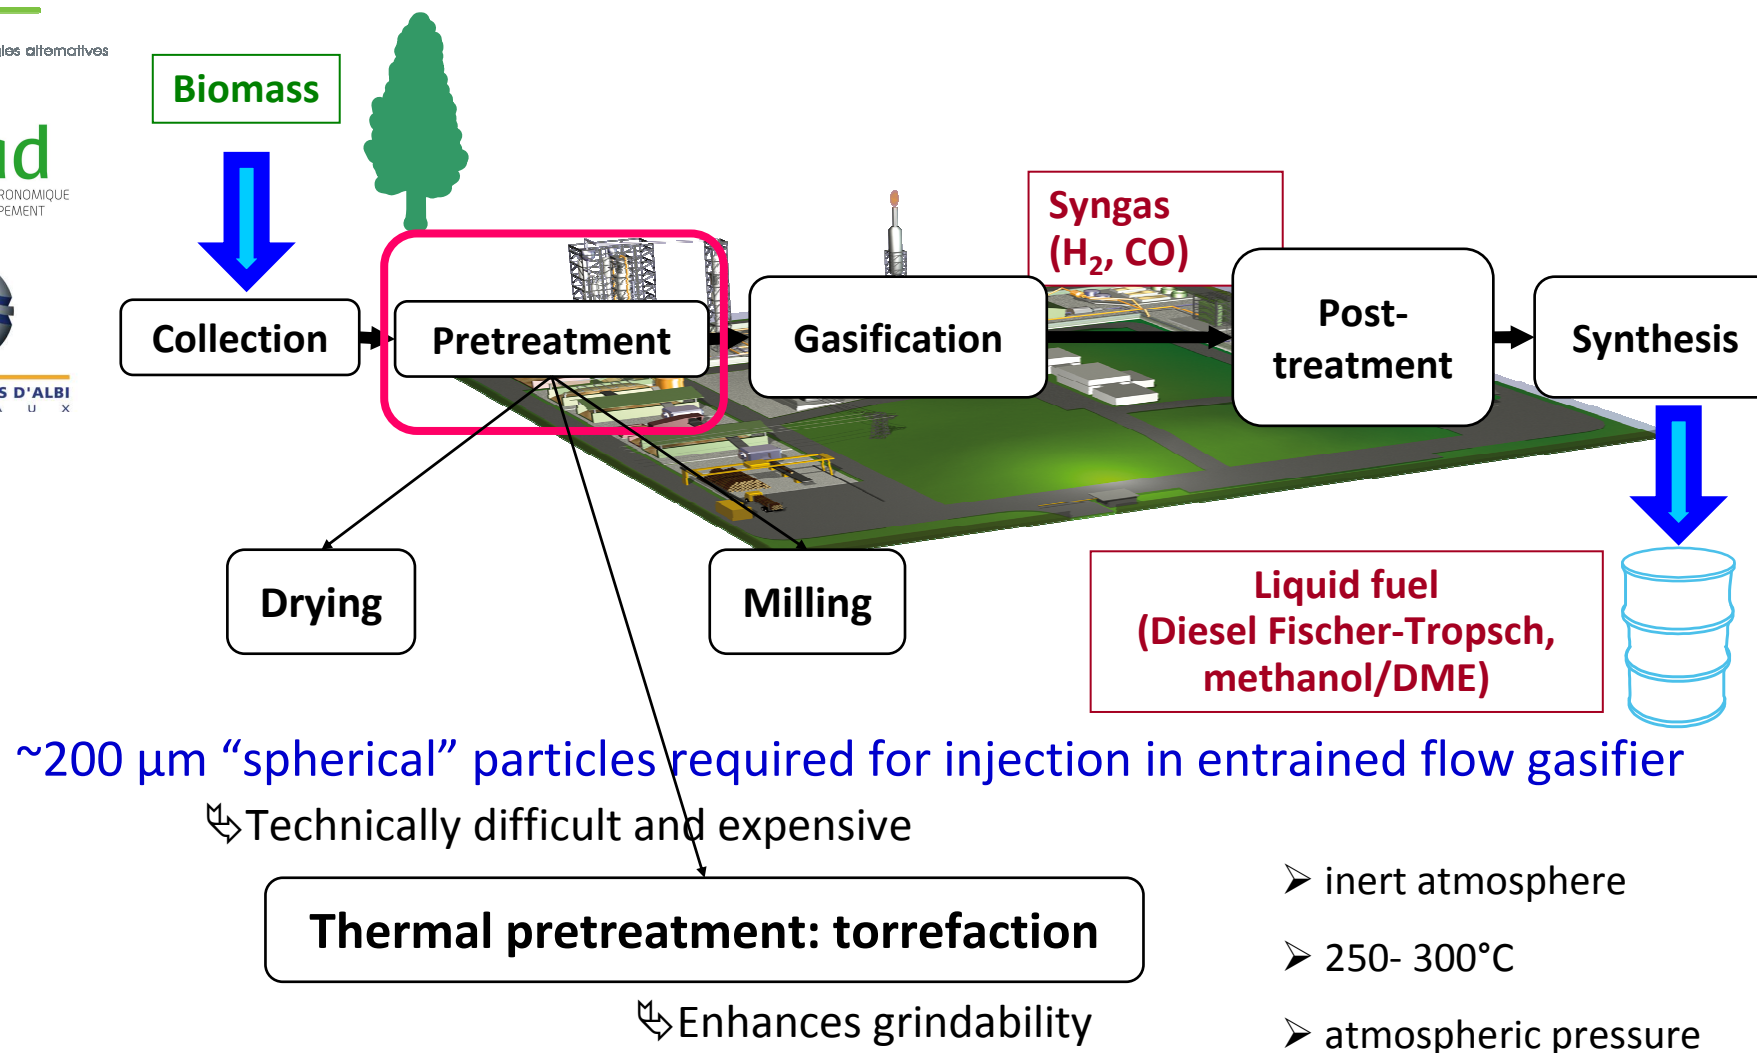 alternatives
Biomass
Syngas
(H₂, CO)
Collection
Pretreatment
Gasification
Post-
treatment
Synthesis
S D'ALBI
A U X
Drying
Milling
Liquid fuel
(Diesel Fischer-Tropsch,
methanol/DME)
~200 µm “spherical” particles required for injection in entrained flow gasifier
Technically difficult and expensive
Thermal pretreatment: torrefaction
Enhances grindability
➢ inert atmosphere
➢ 250- 300°C
➢ atmospheric pressure